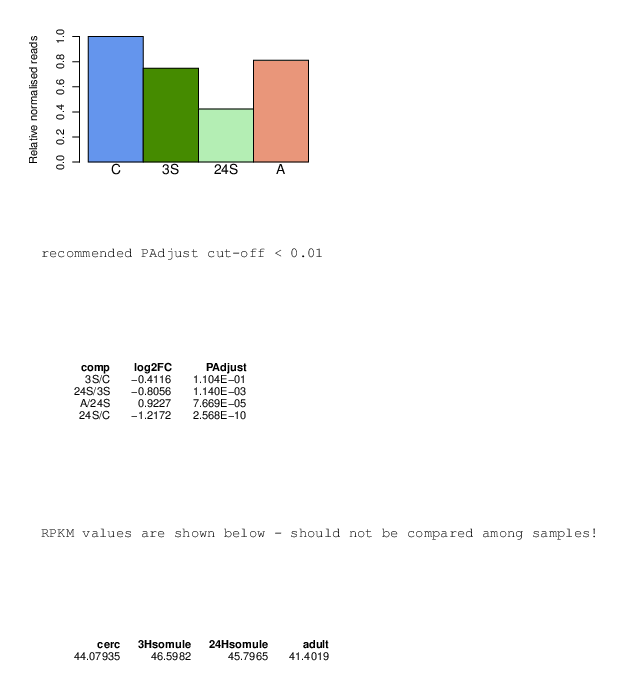 Relative normalised reads
1.0
0.8
0.6
0.4
0.2
0.0
C 3S 24S A
recommended PAdjust cut-off < 0.01
comp log2FC PAdjust
3S/C −0.4116 1.104E−01
24S/3S −0.8056 1.140E−03
A/24S 0.9227 7.669E−05
24S/C −1.2172 2.568E−10
RPKM values are shown below - should not be compared among samples!
cerc 3Hsomule 24Hsomule adult
44.07935 46.5982 45.7965 41.4019